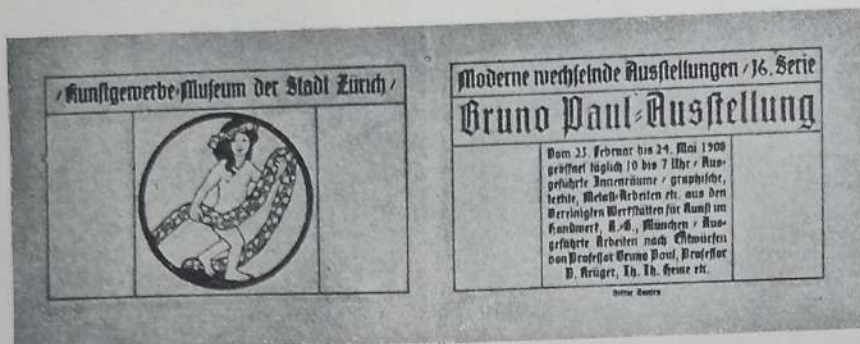 / Kunstgewerbe-Museum der Stadt Zürich /
Moderne wechselnde Ausstellungen / 16. Serie
Bruno Paul-Ausstellung
Vom 23. Februar bis 24. Mai 1908
geöffnet täglich 10 bis 7 Uhr / Aus-
geführte Innenräume / graphische,
textile, Metall-Arbeiten etc. aus den
Vereinigten Werkstätten für Kunst im
Handwerk, A.-G., München / Aus-
geführte Arbeiten nach Entwürfen
von Professor Bruno Paul, Professor
B. Krüger, Th. Th. Heine etc.